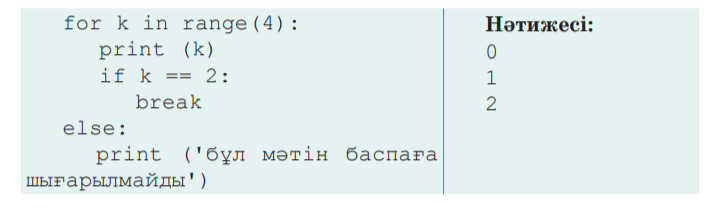 for k in range(4):
print (k)
if k == 2:
break
else:
print ('бұл мәтін баспаға
шығарылмайды')
Нәтижесі:
0
1
2